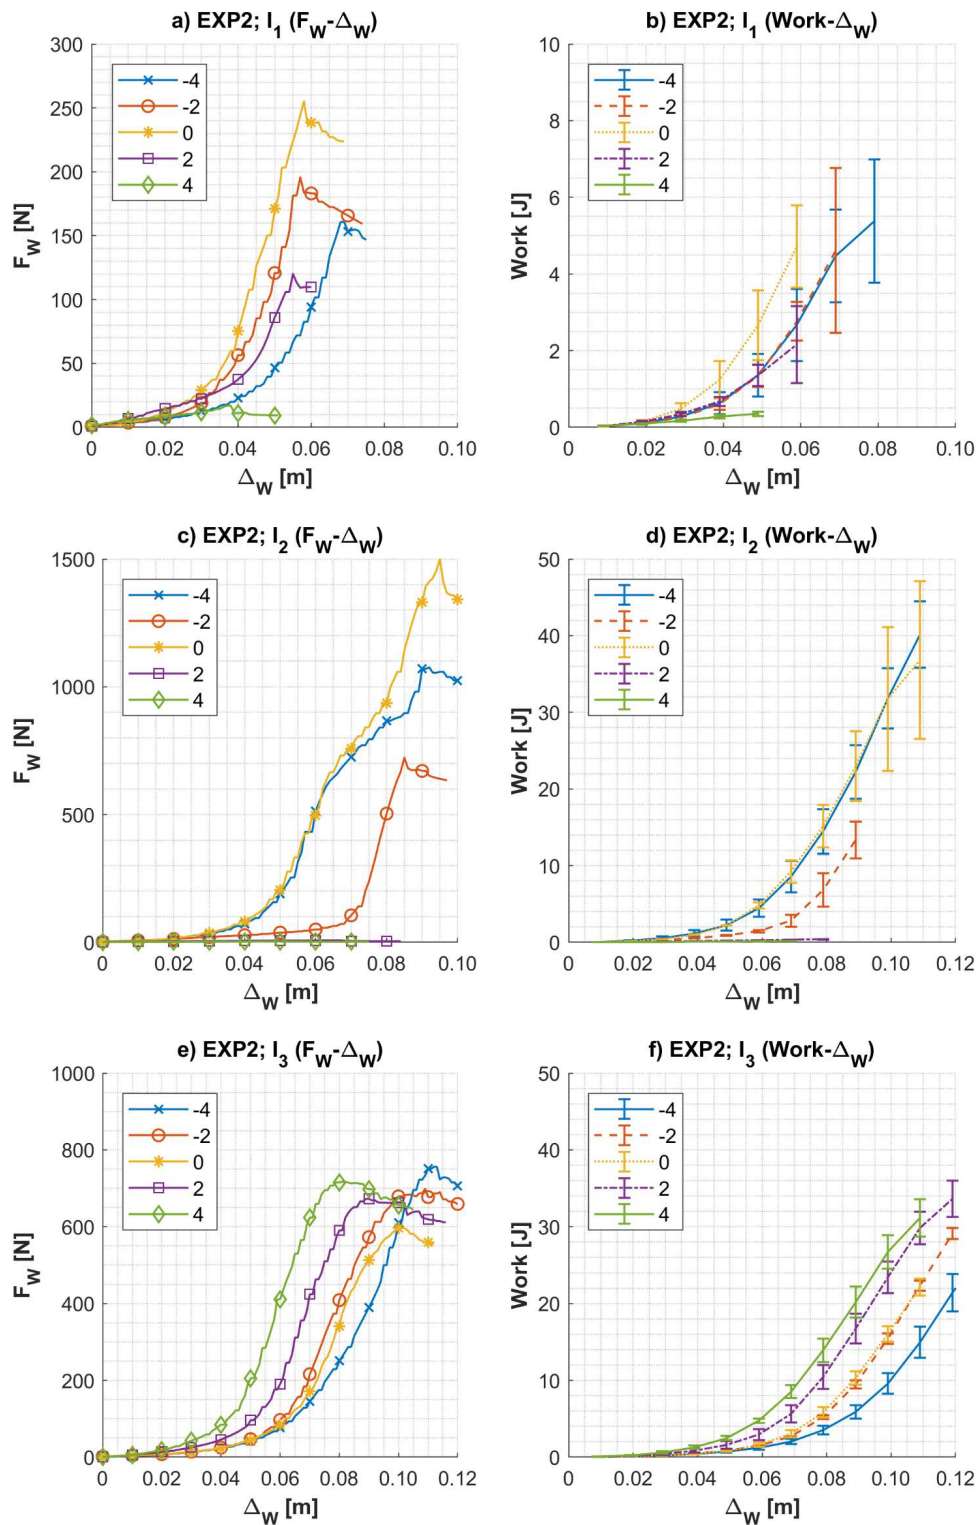 a) EXP2; I1 (FW-ΔW)
300
250
200
150
100
50
0
FW [N]
-4
-2
0
2
4
0 0.02 0.04 0.06 0.08 0.10
ΔW [m]
b) EXP2; I1 (Work-ΔW)
10
8
6
4
2
0
Work [J]
-4
-2
0
2
4
0 0.02 0.04 0.06 0.08 0.10
ΔW [m]
c) EXP2; I2 (FW-ΔW)
1500
1000
500
0
FW [N]
-4
-2
0
2
4
0 0.02 0.04 0.06 0.08 0.10
ΔW [m]
d) EXP2; I2 (Work-ΔW)
50
40
30
20
10
0
Work [J]
-4
-2
0
2
4
0 0.02 0.04 0.06 0.08 0.10 0.12
ΔW [m]
e) EXP2; I3 (FW-ΔW)
1000
800
600
400
200
0
FW [N]
-4
-2
0
2
4
0 0.02 0.04 0.06 0.08 0.10 0.12
ΔW [m]
f) EXP2; I3 (Work-ΔW)
50
40
30
20
10
0
Work [J]
-4
-2
0
2
4
0 0.02 0.04 0.06 0.08 0.10 0.12
ΔW [m]